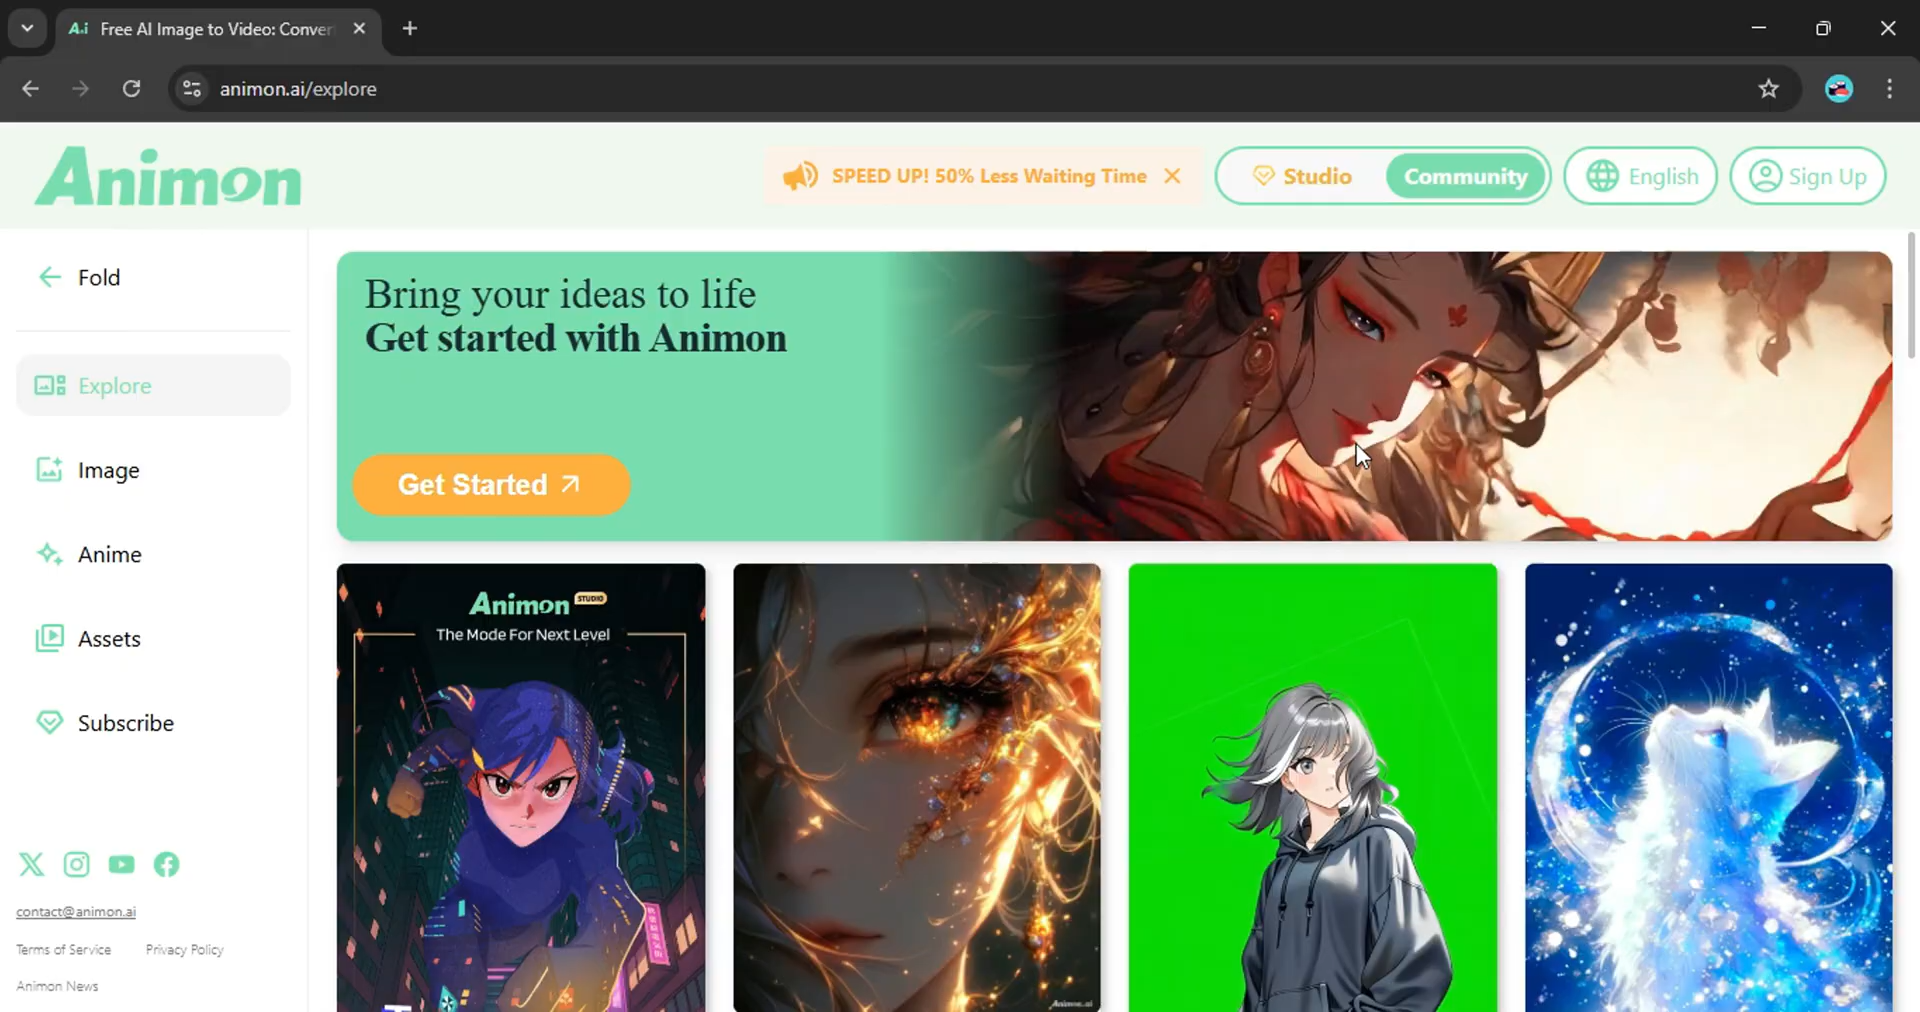 Free AI Image to Video: Conver
animon.ai/explore
Animon
SPEED UP! 50% Less Waiting Time
Studio
Community
English
Sign Up
Fold
Explore
Image
Anime
Assets
Subscribe
contact@animon.ai
Terms of Service
Privacy Policy
Animon News
Bring your ideas to life
Get started with Animon
Get Started
Animon STUDIO
The Mode For Next Level
Animon.ai